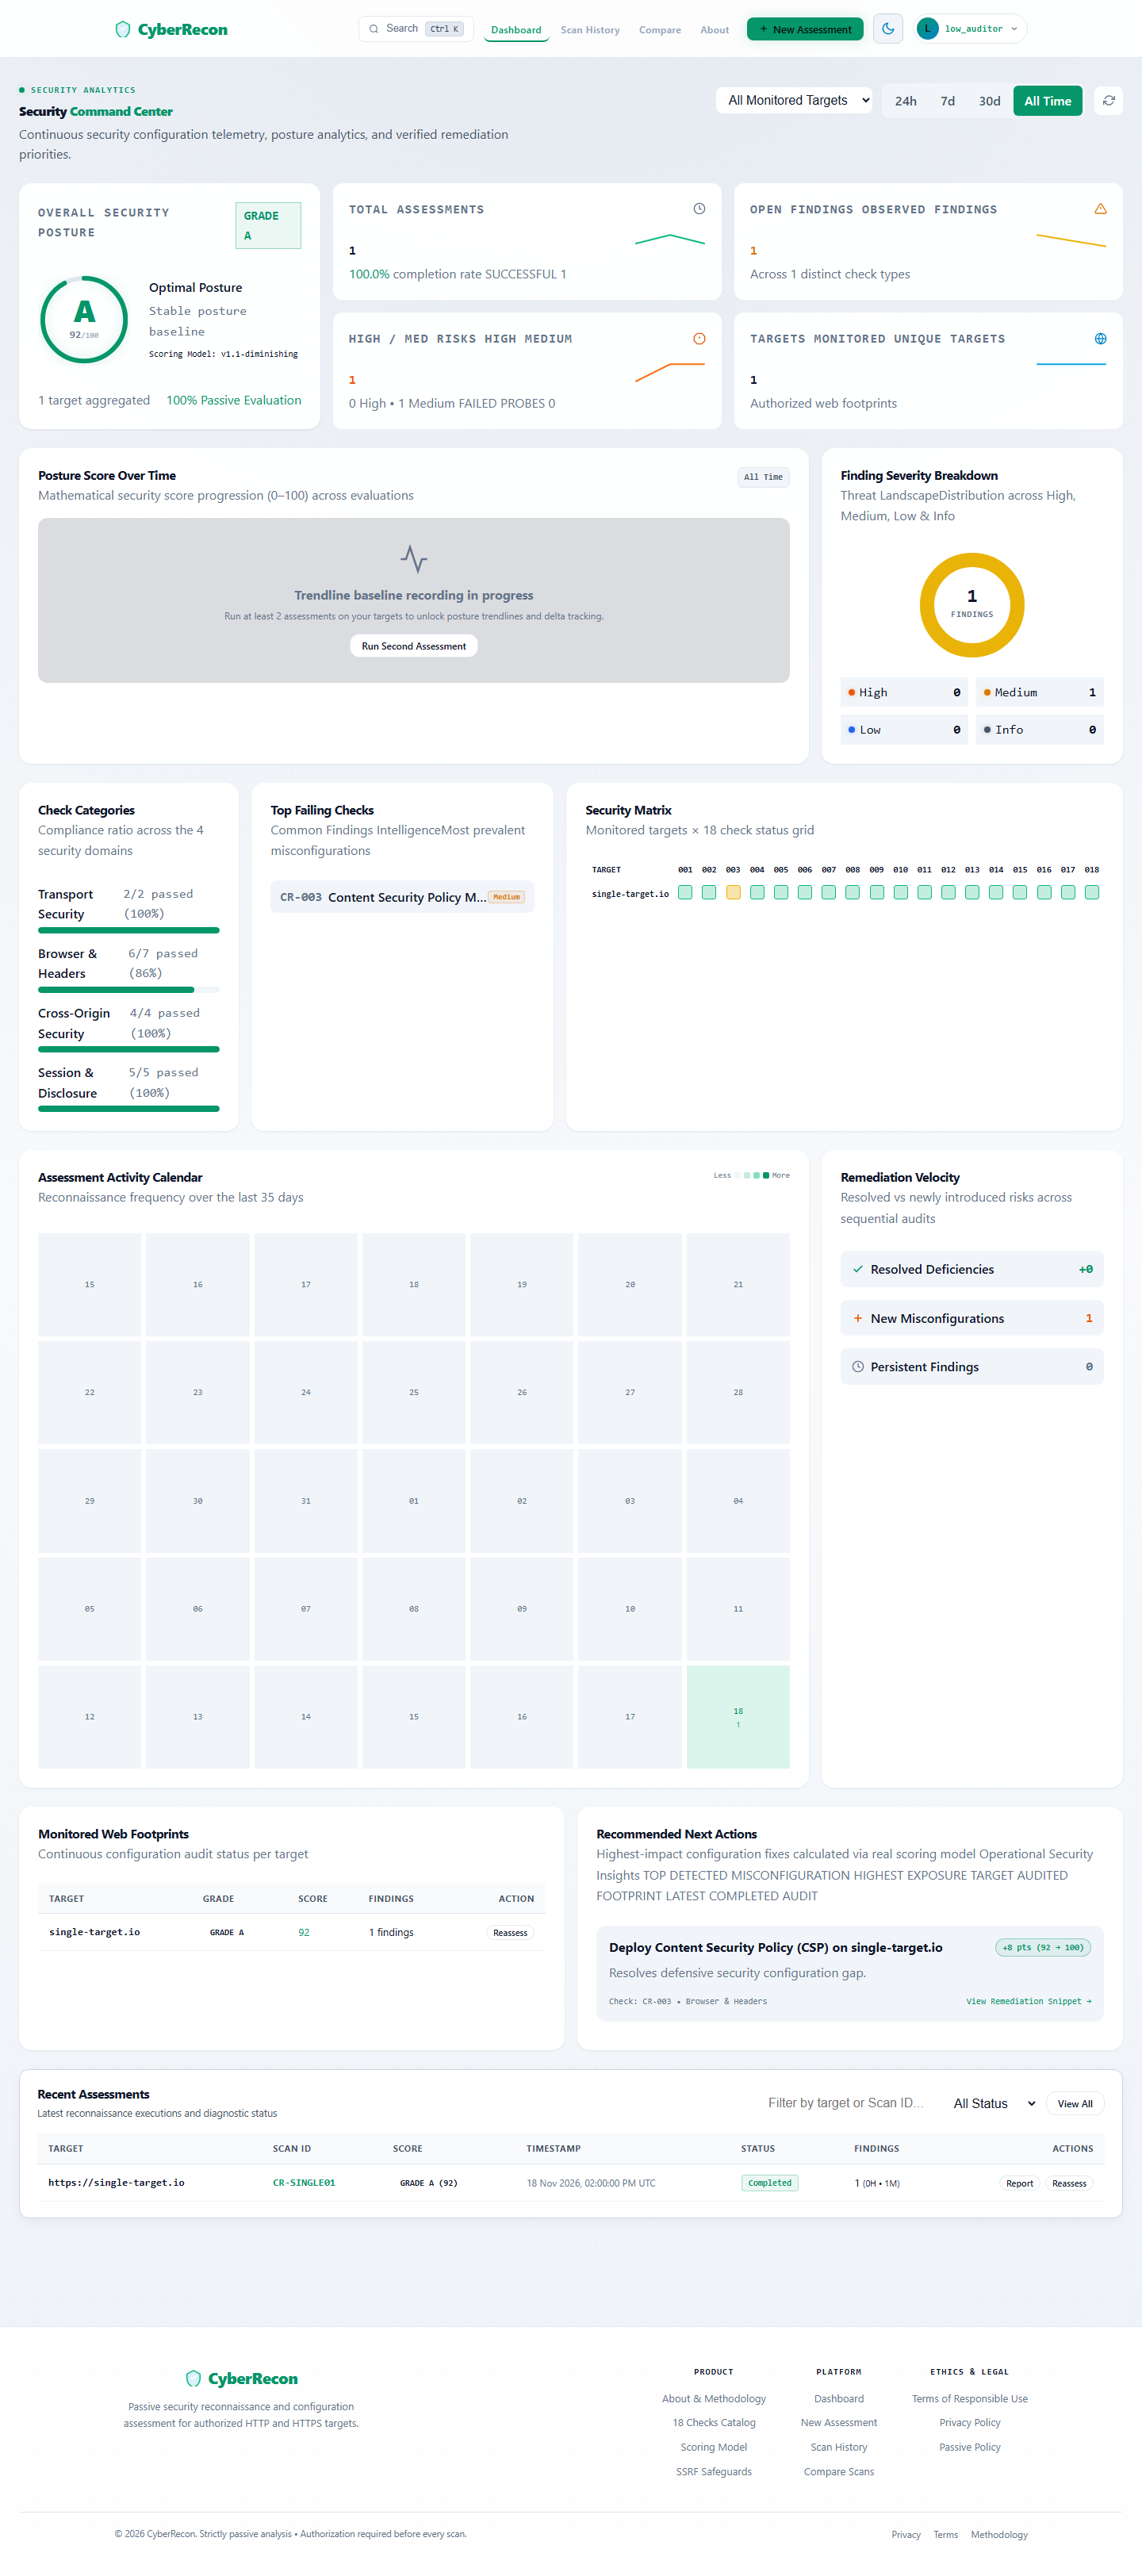 CyberRecon
Search Ctrl K
Dashboard
Scan History
Compare
About
+ New Assessment
L low_auditor
SECURITY ANALYTICS
Security Command Center
Continuous security configuration telemetry, posture analytics, and verified remediation
priorities.
All Monitored Targets
24h 7d 30d All Time
OVERALL SECURITY
POSTURE
GRADE
A
A
92/100
Optimal Posture
Stable posture
baseline
Scoring Model: v1.1-diminishing
1 target aggregated 100% Passive Evaluation
TOTAL ASSESSMENTS
1
100.0% completion rate SUCCESSFUL 1
OPEN FINDINGS OBSERVED FINDINGS
1
Across 1 distinct check types
HIGH / MED RISKS HIGH MEDIUM
1
0 High • 1 Medium FAILED PROBES 0
TARGETS MONITORED UNIQUE TARGETS
1
Authorized web footprints
Posture Score Over Time
Mathematical security score progression (0–100) across evaluations
All Time
Trendline baseline recording in progress
Run at least 2 assessments on your targets to unlock posture trendlines and delta tracking.
Run Second Assessment
Finding Severity Breakdown
Threat LandscapeDistribution across High,
Medium, Low & Info
1
FINDINGS
High 0
Medium 1
Low 0
Info 0
Check Categories
Compliance ratio across the 4
security domains
Transport
Security
2/2 passed
(100%)
Browser &
Headers
6/7 passed
(86%)
Cross-Origin
Security
4/4 passed
(100%)
Session &
Disclosure
5/5 passed
(100%)
Top Failing Checks
Common Findings IntelligenceMost prevalent
misconfigurations
CR-003 Content Security Policy M... Medium
Security Matrix
Monitored targets × 18 check status grid
TARGET 001 002 003 004 005 006 007 008 009 010 011 012 013 014 015 016 017 018
single-target.io
Assessment Activity Calendar
Reconnaissance frequency over the last 35 days
Less More
15 16 17 18 19 20 21
22 23 24 25 26 27 28
29 30 31 01 02 03 04
05 06 07 08 09 10 11
12 13 14 15 16 17 18
1
Remediation Velocity
Resolved vs newly introduced risks across
sequential audits
Resolved Deficiencies +0
New Misconfigurations 1
Persistent Findings 0
Monitored Web Footprints
Continuous configuration audit status per target
TARGET GRADE SCORE FINDINGS ACTION
single-target.io GRADE A 92 1 findings Reassess
Recommended Next Actions
Highest-impact configuration fixes calculated via real scoring model Operational Security
Insights TOP DETECTED MISCONFIGURATION HIGHEST EXPOSURE TARGET AUDITED
FOOTPRINT LATEST COMPLETED AUDIT
Deploy Content Security Policy (CSP) on single-target.io +8 pts (92 → 100)
Resolves defensive security configuration gap.
Check: CR-003 • Browser & Headers View Remediation Snippet →
Recent Assessments
Latest reconnaissance executions and diagnostic status
Filter by target or Scan ID...
All Status
View All
TARGET SCAN ID SCORE TIMESTAMP STATUS FINDINGS ACTIONS
https://single-target.io CR-SINGLE01 GRADE A (92) 18 Nov 2026, 02:00:00 PM UTC Completed 1 (0H • 1M) Report Reassess
CyberRecon
Passive security reconnaissance and configuration
assessment for authorized HTTP and HTTPS targets.
PRODUCT
About & Methodology
18 Checks Catalog
Scoring Model
SSRF Safeguards
PLATFORM
Dashboard
New Assessment
Scan History
Compare Scans
ETHICS & LEGAL
Terms of Responsible Use
Privacy Policy
Passive Policy
© 2026 CyberRecon. Strictly passive analysis • Authorization required before every scan.
Privacy Terms Methodology